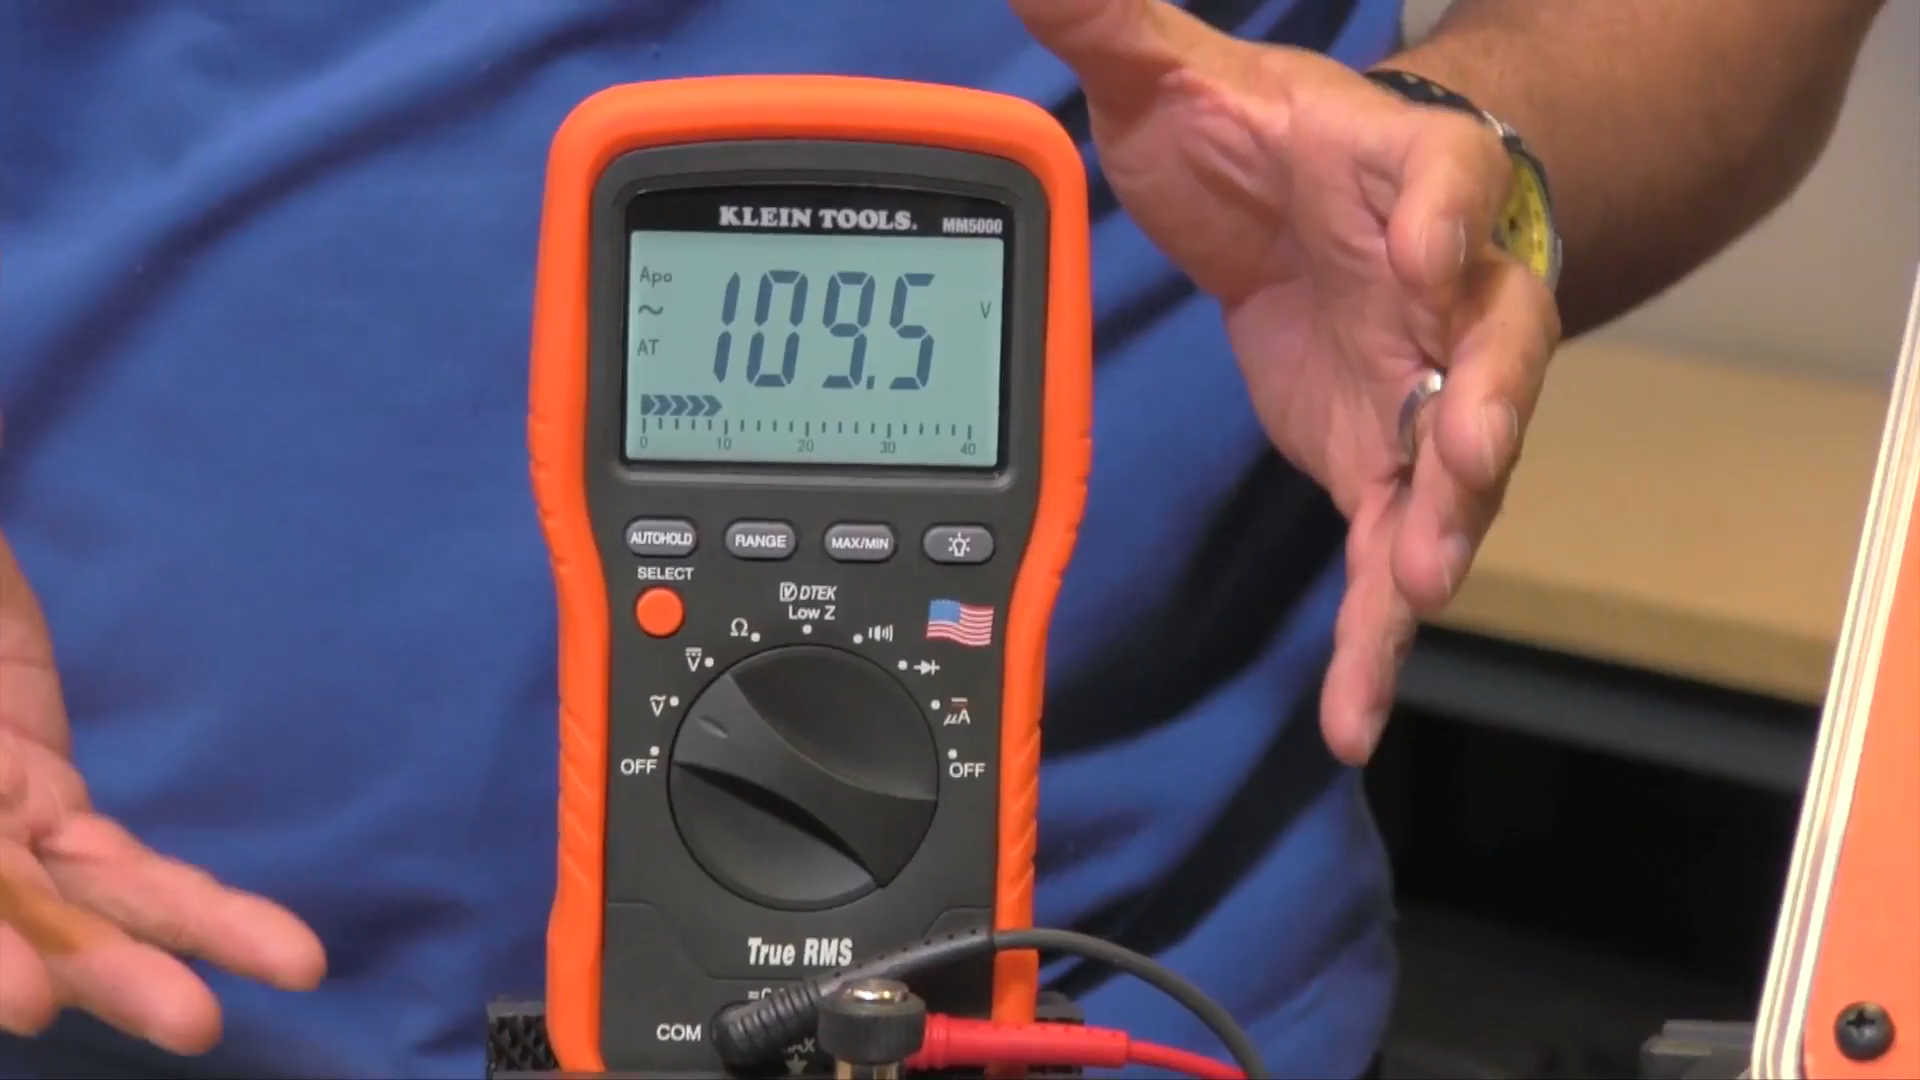 KLEIN TOOLS.
MM5000
Apo
~
109.5 V
AT
0 10 20 30 40
AUTOHOLD RANGE MAX/MIN
SELECT
V DTEK
Low Z
Ω
V
V
μA
OFF
OFF
True RMS
COM